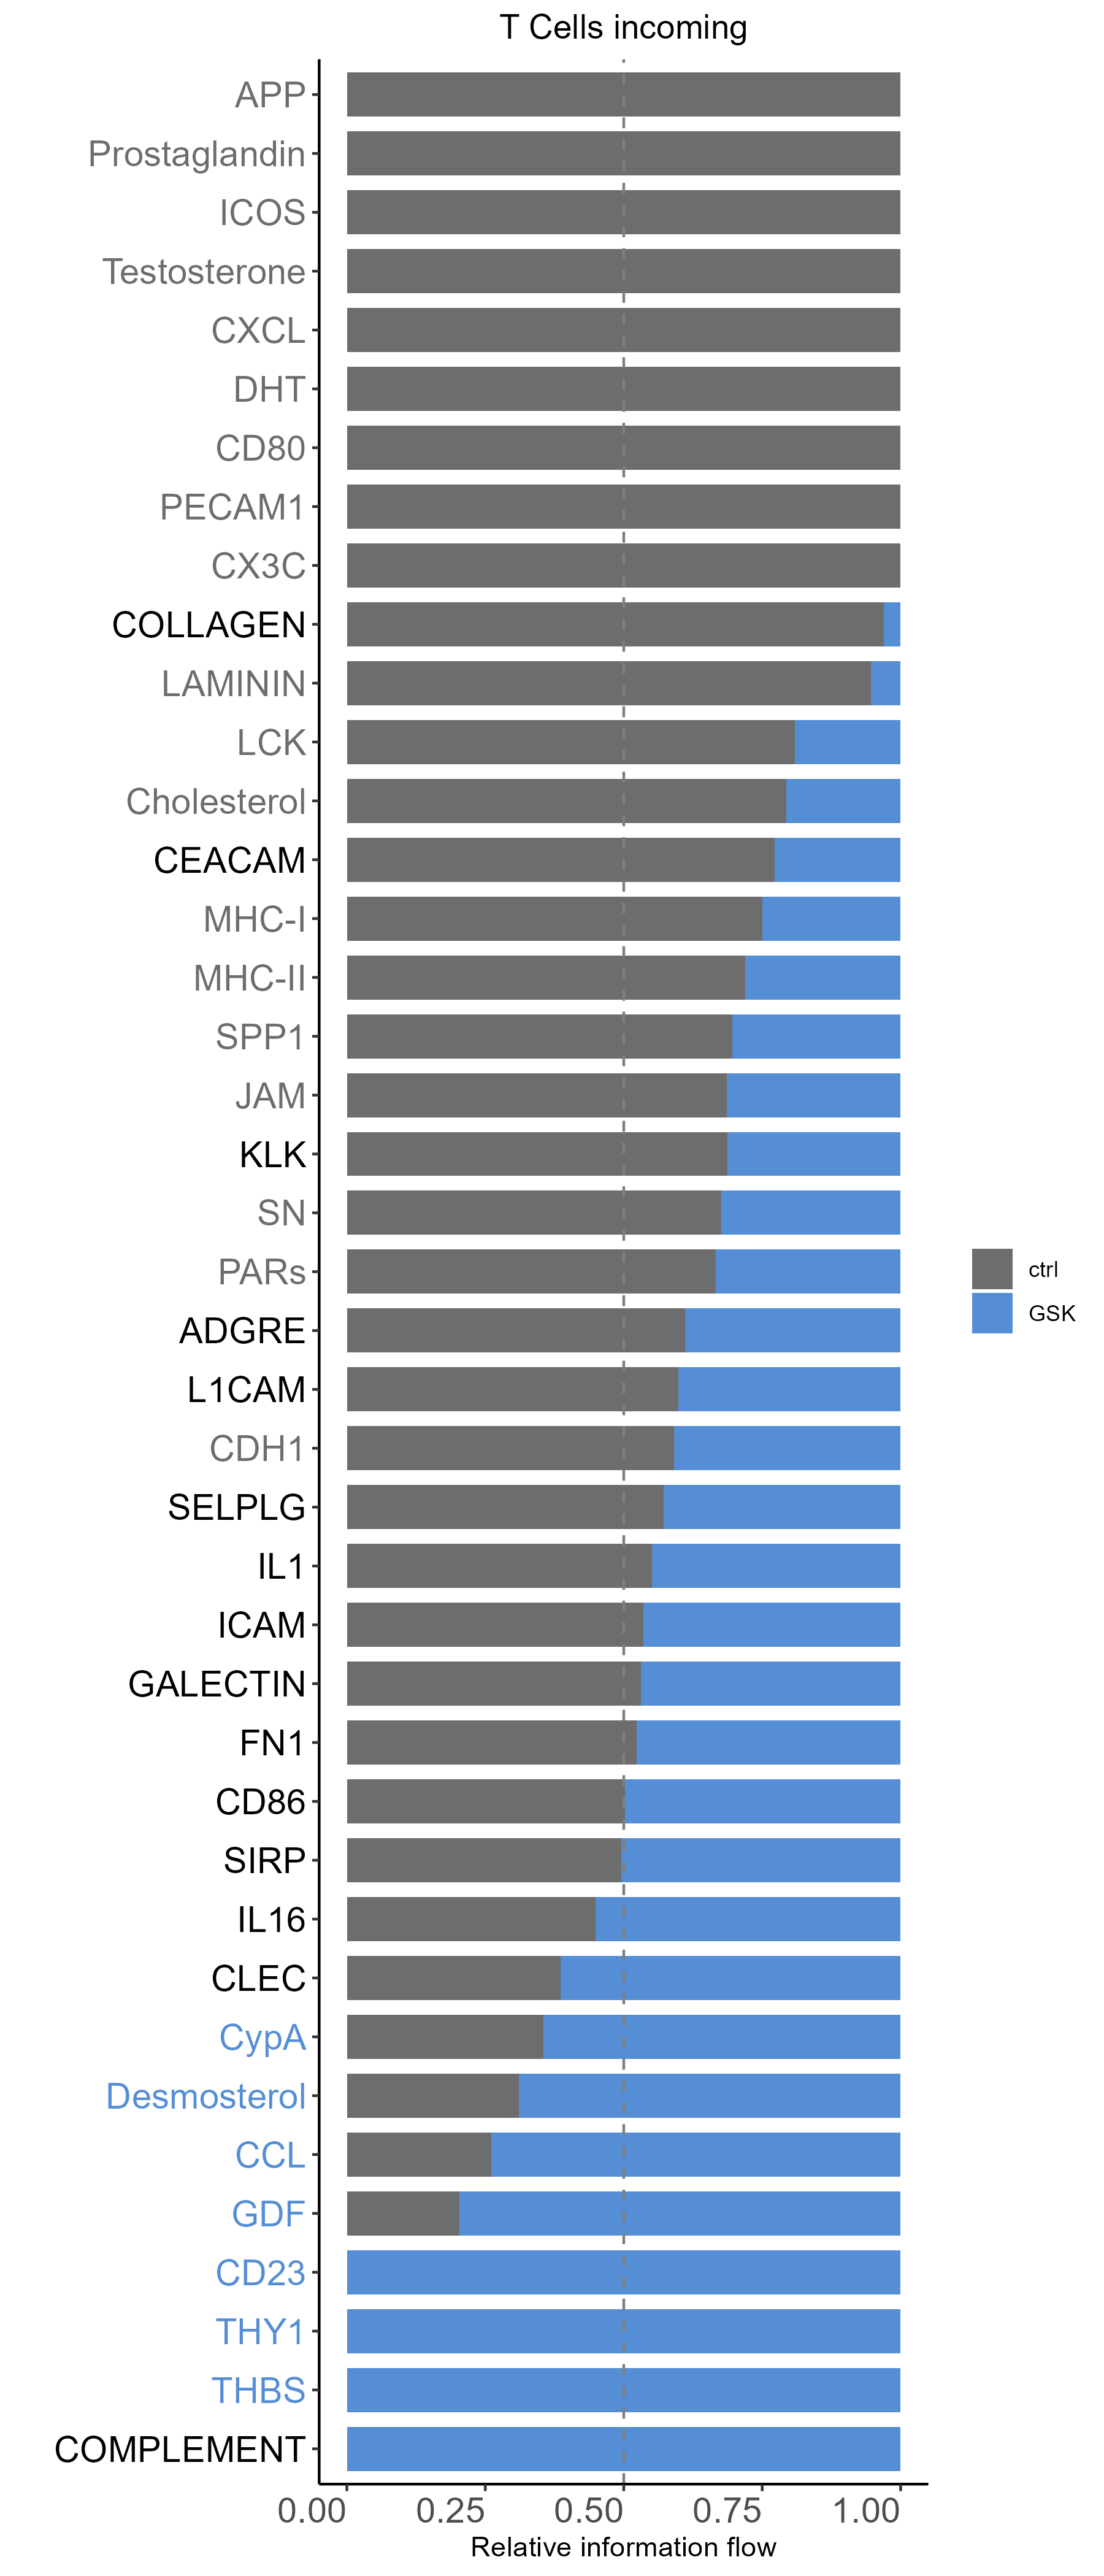 T Cells incoming
APP
Prostaglandin
ICOS
Testosterone
CXCL
DHT
CD80
PECAM1
CX3C
COLLAGEN
LAMININ
LCK
Cholesterol
CEACAM
MHC-I
MHC-II
SPP1
JAM
KLK
SN
PARs
ctrl
GSK
ADGRE
L1CAM
CDH1
SELPLG
IL1
ICAM
GALECTIN
FN1
CD86
SIRP
IL16
CLEC
CypA
Desmosterol
CCL
GDF
CD23
THY1
THBS
COMPLEMENT
0.00 0.25 0.50 0.75 1.00
Relative information flow